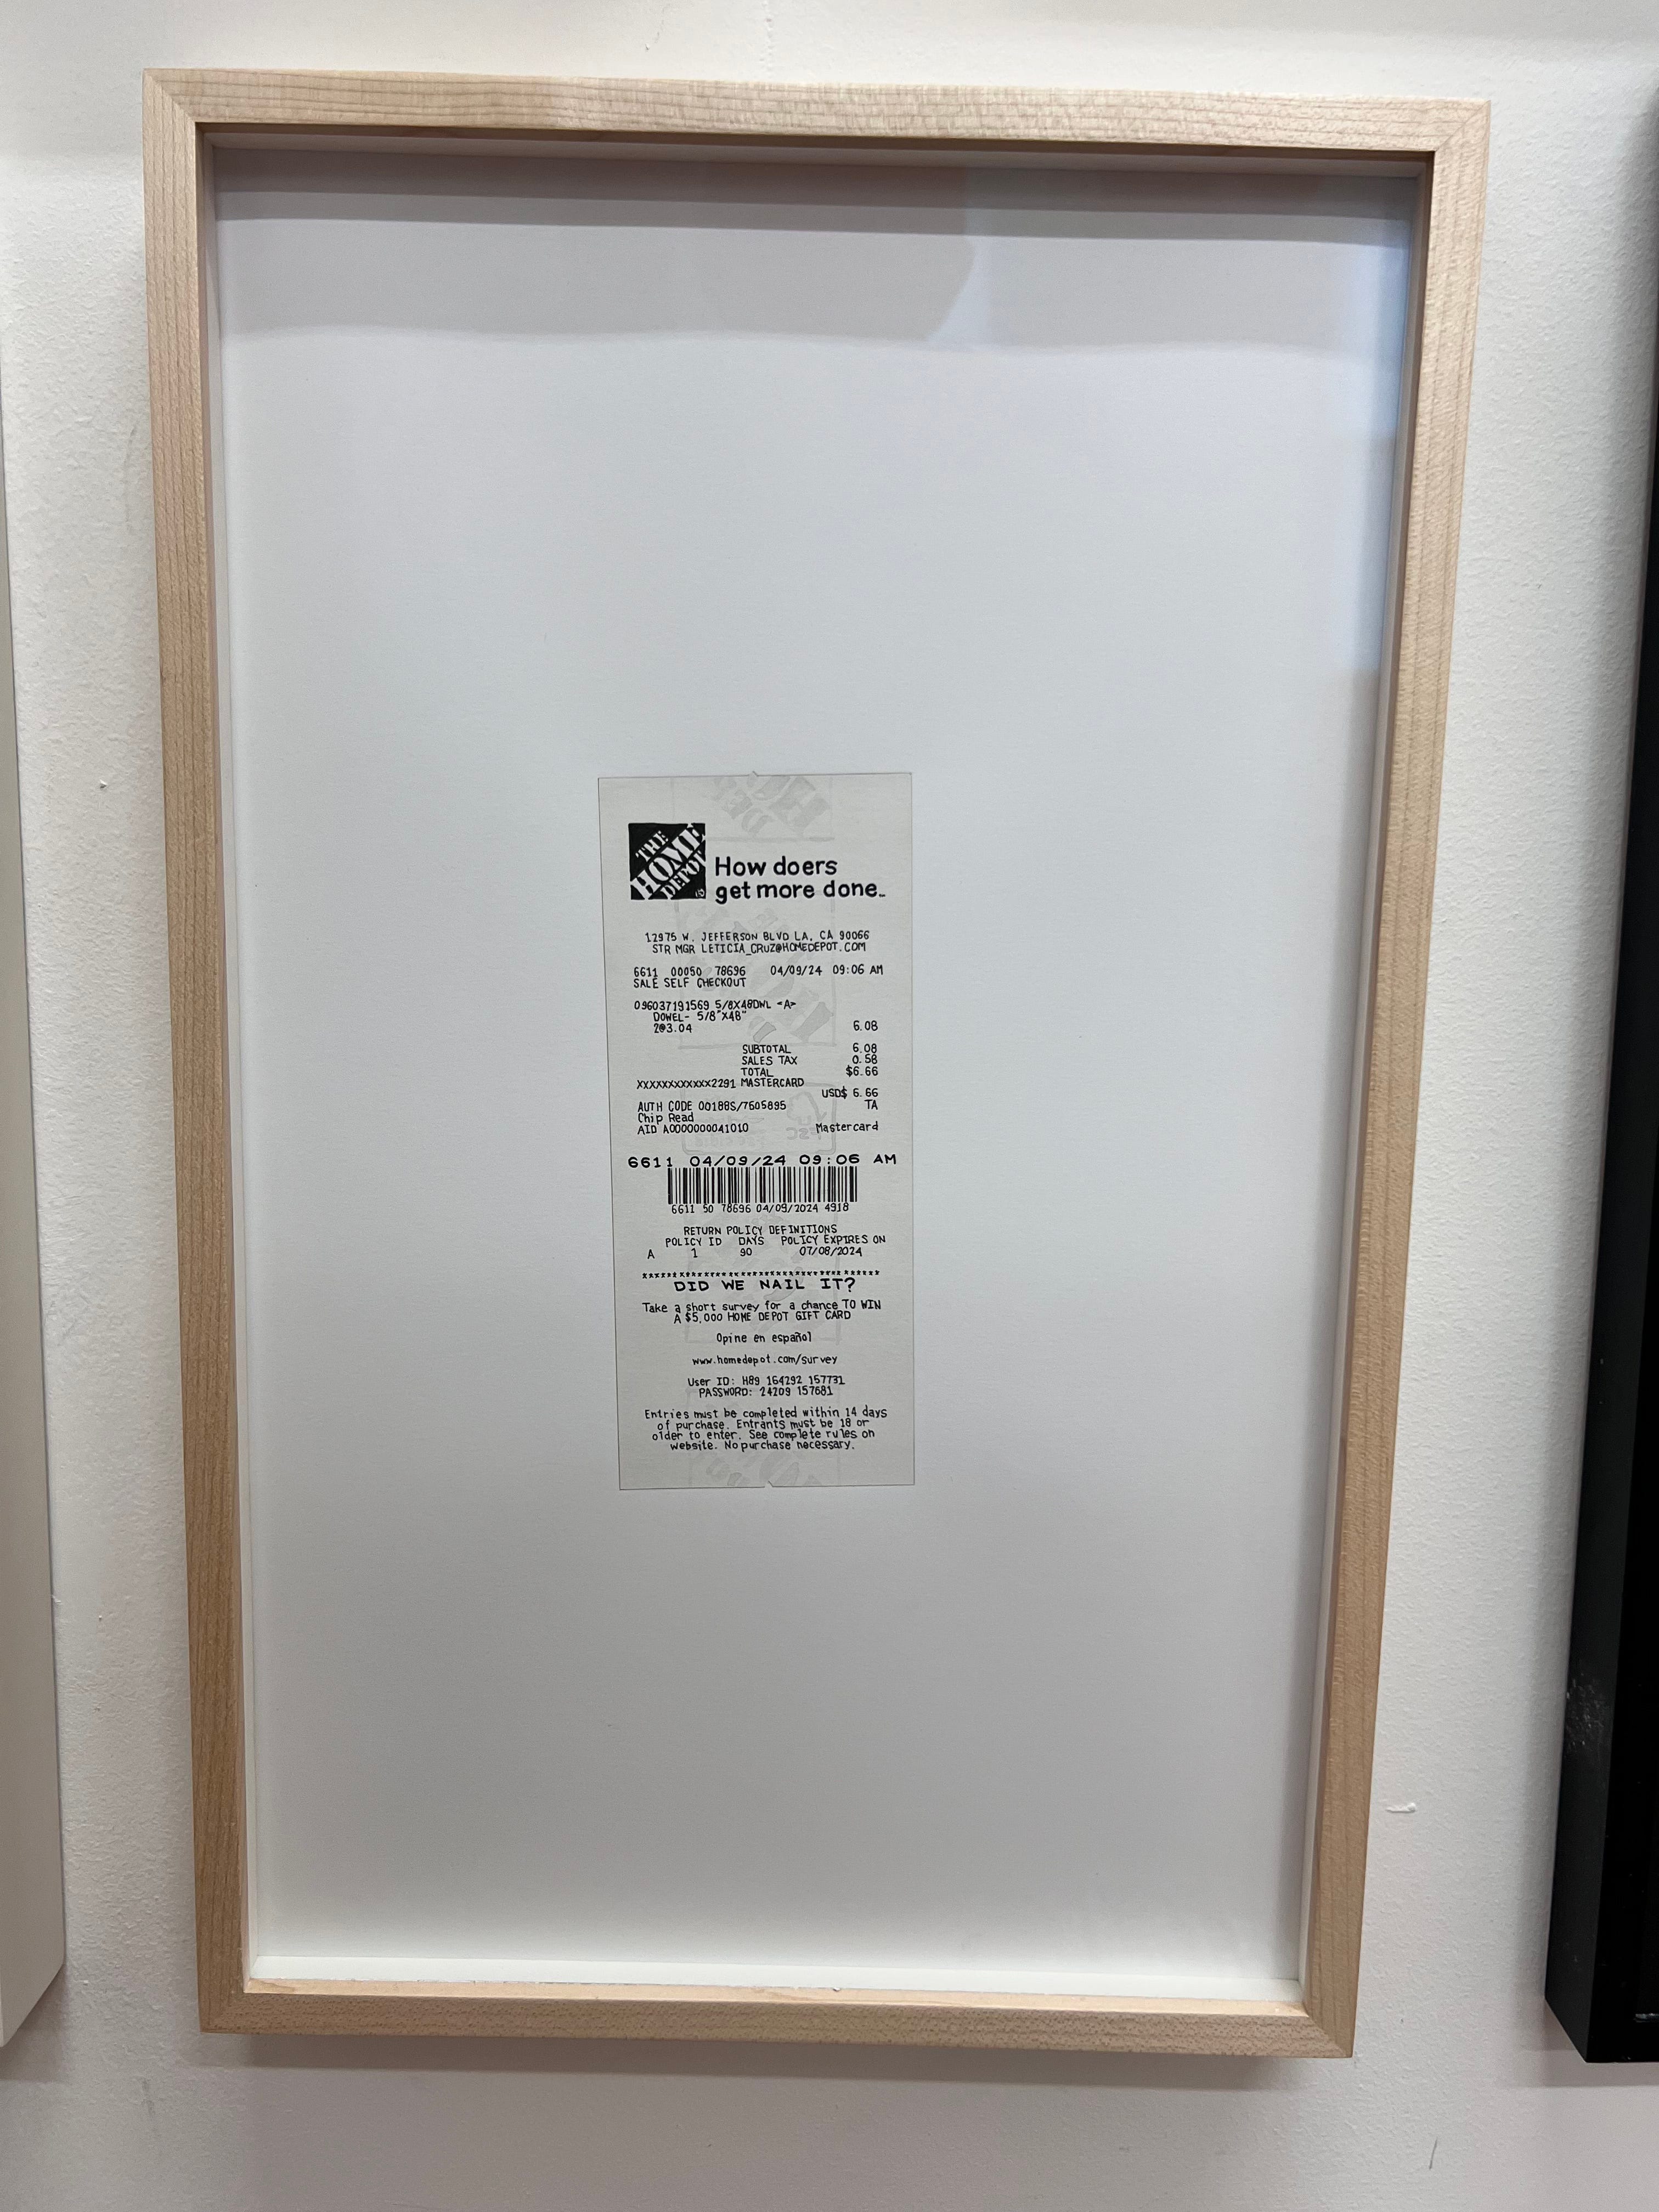 THE
HOME
DEPOT
How doers
get more done™
12975 W. JEFFERSON BLVD LA, CA 90066
STR MGR LETICIA_CRUZ@HOMEDEPOT.COM
6611 00050 78696 04/09/24 09:06 AM
SALE SELF CHECKOUT
096037191569 5/8X48DWL <A>
DOWEL- 5/8"X48"
2@3.04 6.08
SUBTOTAL 6.08
SALES TAX 0.58
TOTAL $6.66
XXXXXXXXXXXX2291 MASTERCARD
USD$ 6.66
AUTH CODE 00188S/7605895 TA
Chip Read
AID A0000000041010 Mastercard
6611 04/09/24 09:06 AM
6611 50 78696 04/09/2024 4918
RETURN POLICY DEFINITIONS
POLICY ID DAYS POLICY EXPIRES ON
A 1 90 07/08/2024
DID WE NAIL IT?
Take a short survey for a chance TO WIN
A $5,000 HOME DEPOT GIFT CARD
Opine en español
www.homedepot.com/survey
User ID: H89 164292 157731
PASSWORD: 24209 157681
Entries must be completed within 14 days
of purchase. Entrants must be 18 or
older to enter. See complete rules on
website. No purchase necessary.